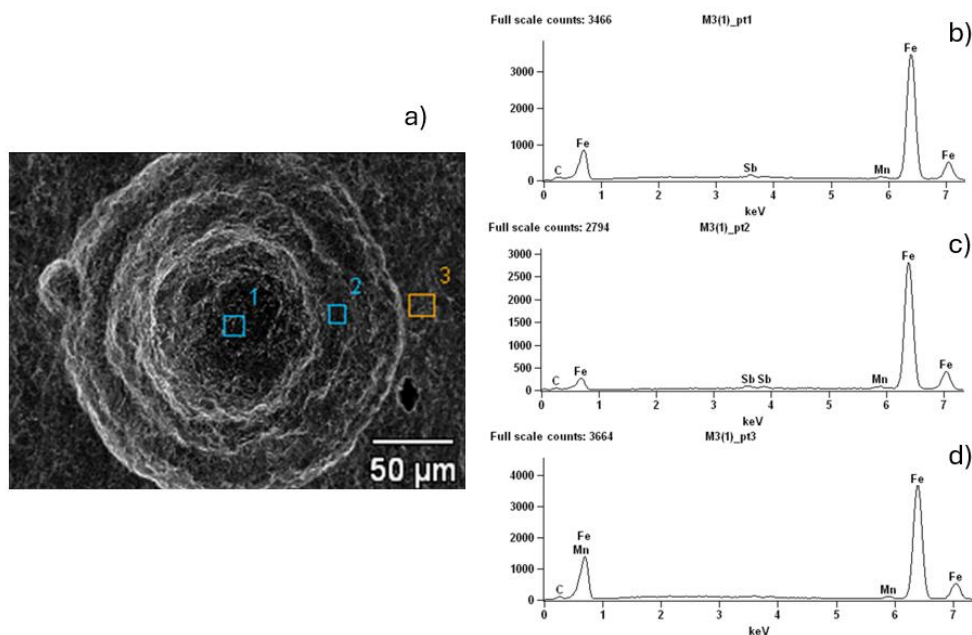 a)
1
2
3
50 µm
b)
Full scale counts: 3466 M3(1)_pt1
3000
2000
1000
0
C
Fe
Sb
Mn
Fe
Fe
0 1 2 3 4 5 6 7
keV
c)
Full scale counts: 2794 M3(1)_pt2
3000
2500
2000
1500
1000
500
0
C
Fe
Sb Sb
Mn
Fe
Fe
0 1 2 3 4 5 6 7
keV
d)
Full scale counts: 3664 M3(1)_pt3
4000
3000
2000
1000
0
C
Fe
Mn
Mn
Fe
Fe
0 1 2 3 4 5 6 7
keV